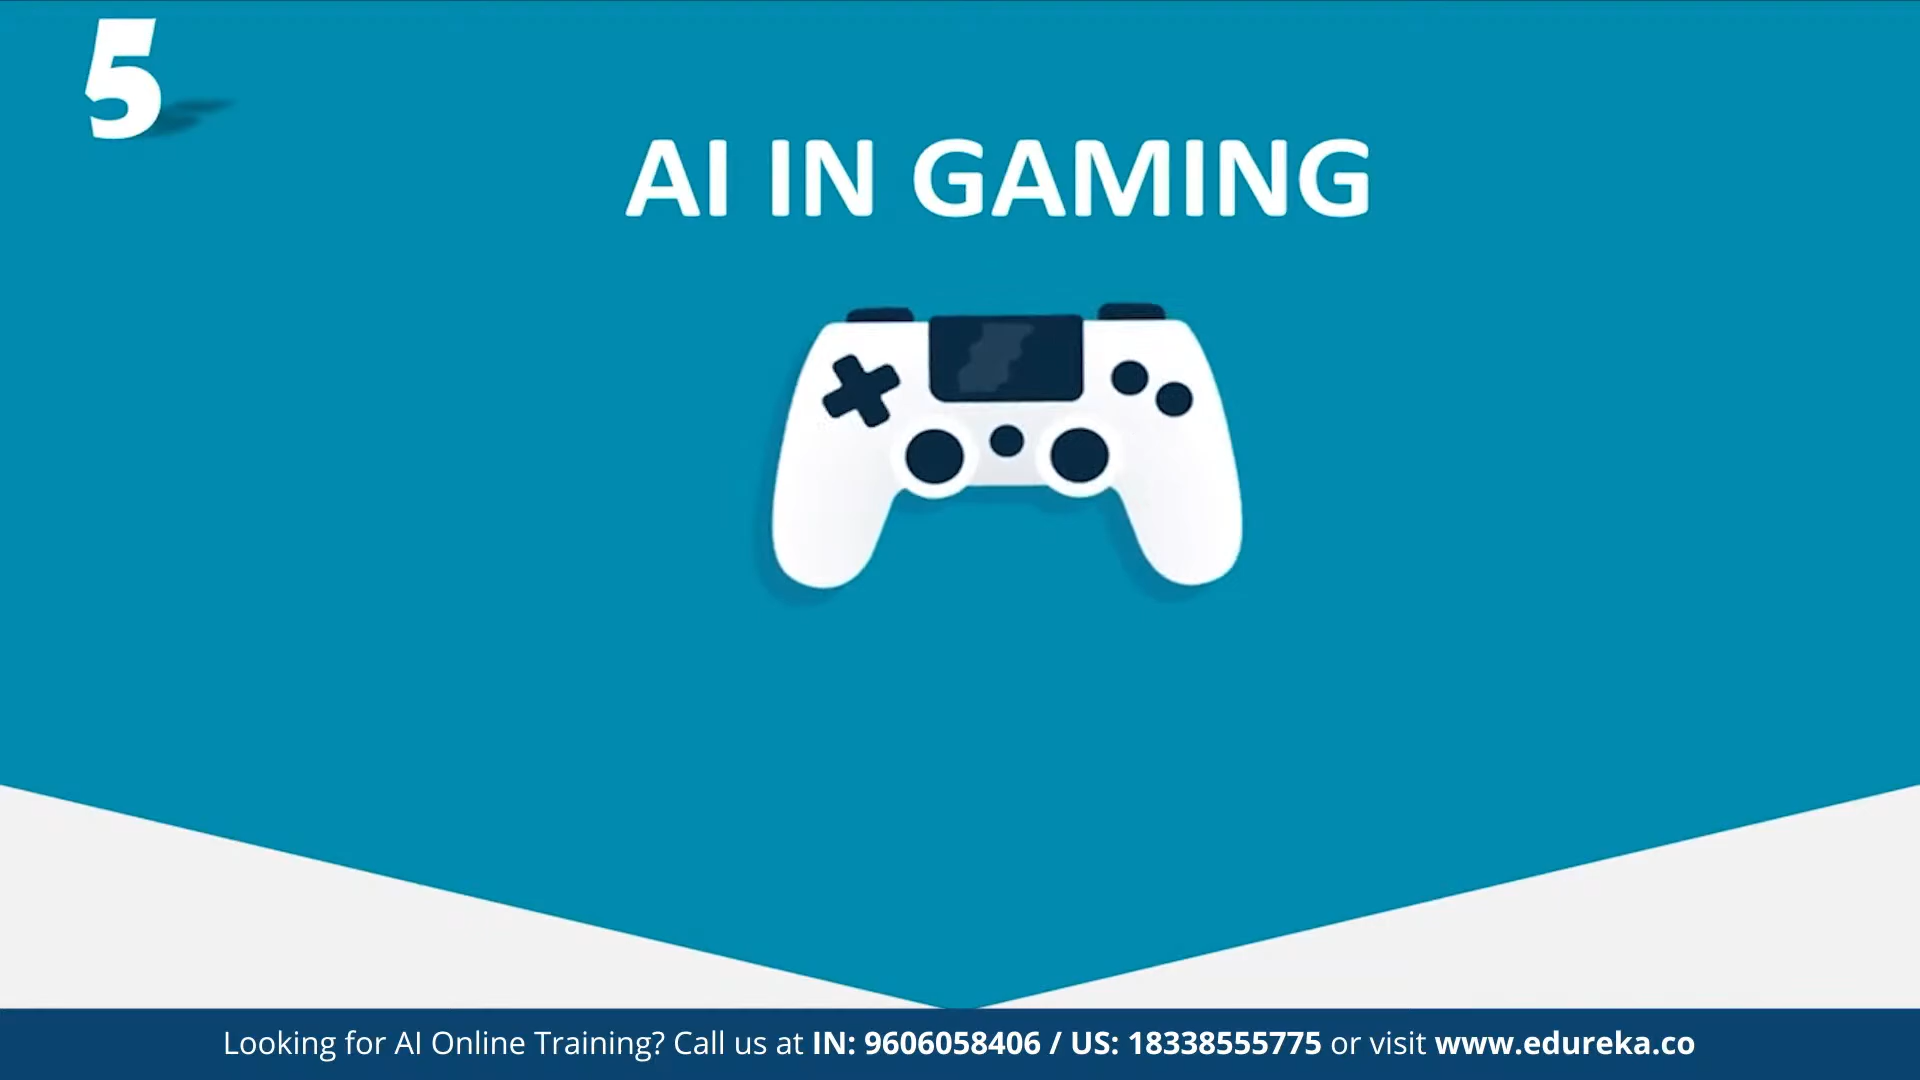 5
AI IN GAMING
Looking for AI Online Training? Call us at IN: 9606058406 / US: 18338555775 or visit www.edureka.co